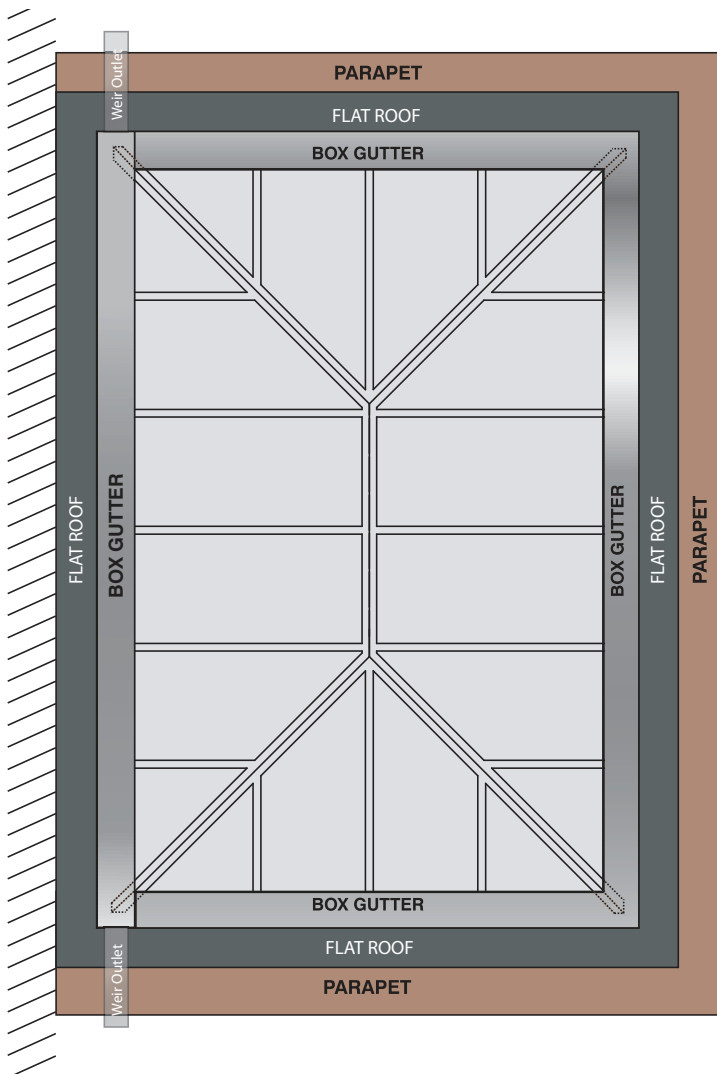 Weir Outlet
PARAPET
FLAT ROOF
BOX GUTTER
FLAT ROOF
BOX GUTTER
BOX GUTTER
FLAT ROOF
PARAPET
BOX GUTTER
FLAT ROOF
Weir Outlet
PARAPET